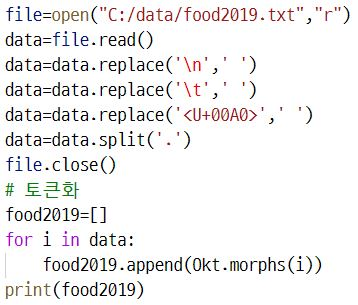 file=open("C:/data/food2019.txt","r")
data=file.read()
data=data.replace('\n',' ')
data=data.replace('\t',' ')
data=data.replace('<U+00A0>',' ')
data=data.split('.')
file.close()
# 토큰화
food2019=[]
for i in data:
    food2019.append(Okt.morphs(i))
print(food2019)